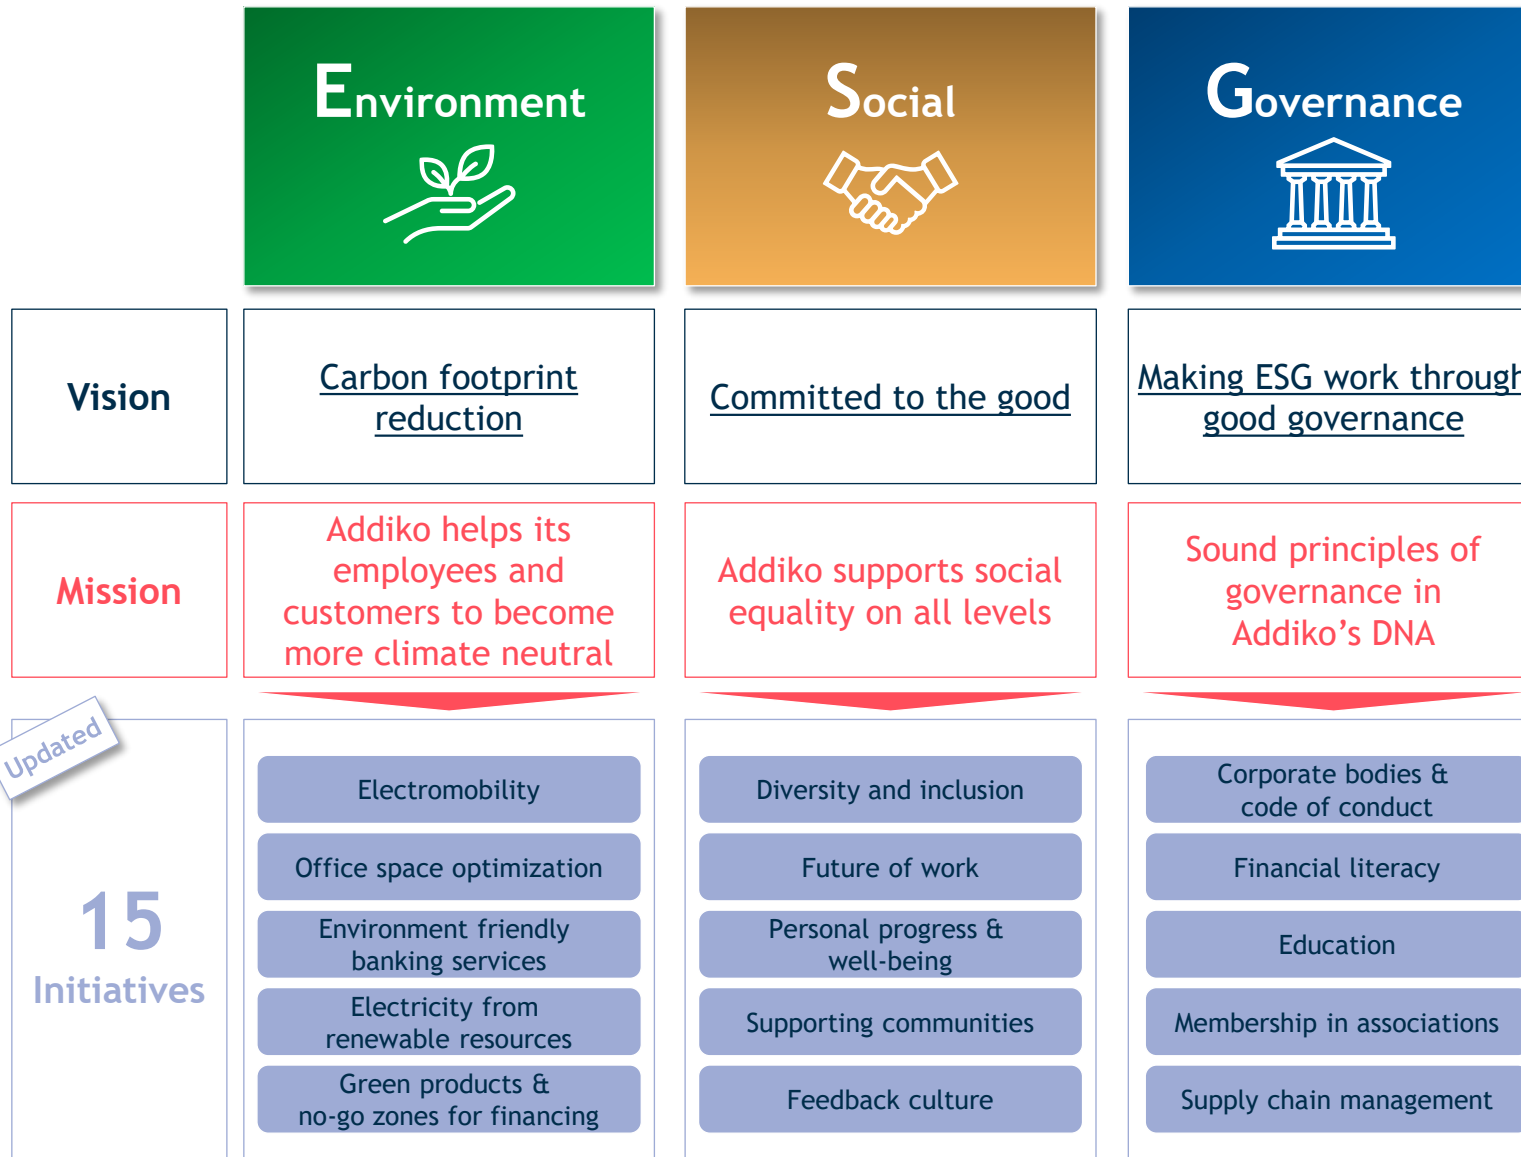 Environment
Social
Governance
Vision
Carbon footprint
reduction
Committed to the good
Making ESG work through
good governance
Mission
Addiko helps its
employees and
customers to become
more climate neutral
Addiko supports social
equality on all levels
Sound principles of
governance in
Addiko’s DNA
Updated
15
Initiatives
Electromobility
Office space optimization
Environment friendly
banking services
Electricity from
renewable resources
Green products &
no-go zones for financing
Diversity and inclusion
Future of work
Personal progress &
well-being
Supporting communities
Feedback culture
Corporate bodies &
code of conduct
Financial literacy
Education
Membership in associations
Supply chain management